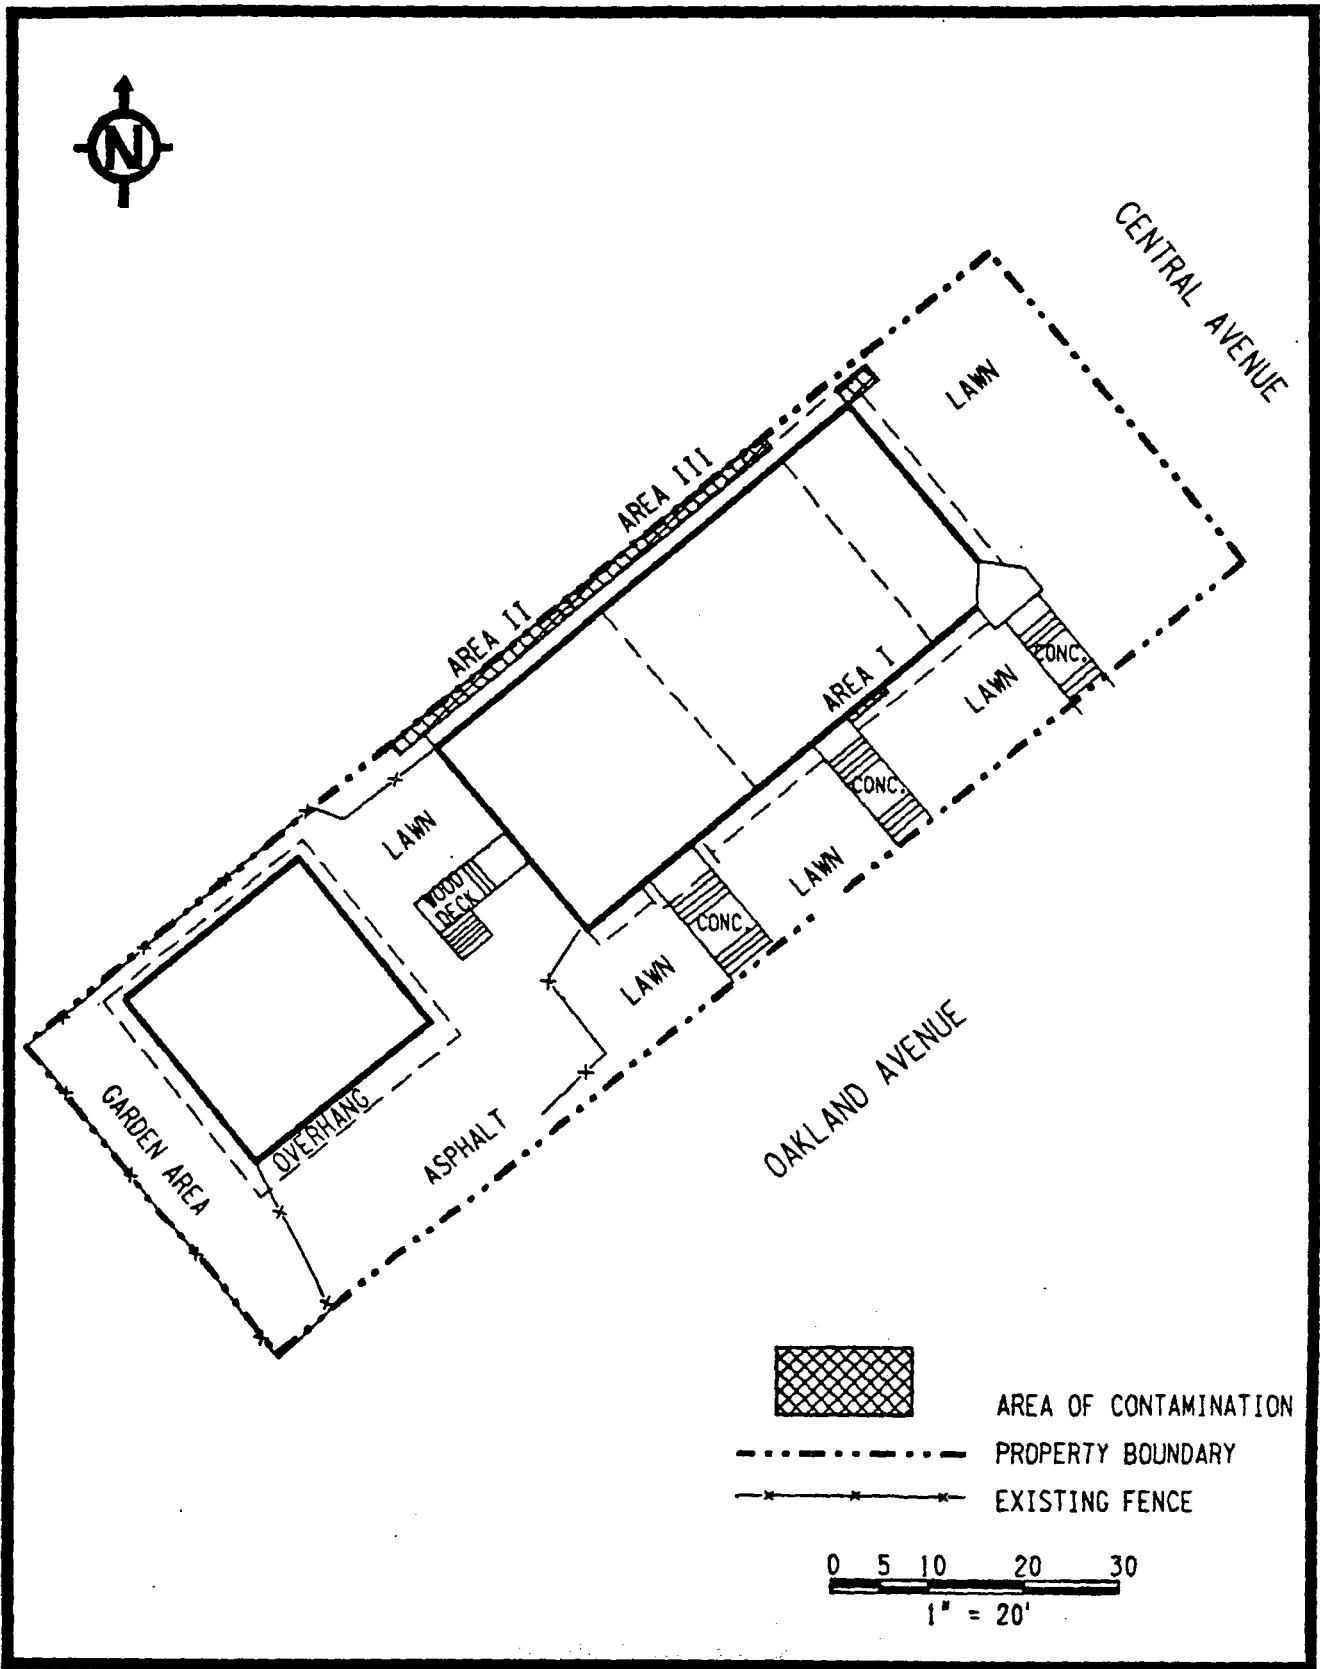 N
CENTRAL AVENUE
LAWN
AREA III
AREA II
AREA I
CONC.
LAWN
CONC.
LAWN
LAWN
WOOD
DECK
CONC.
LAWN
OAKLAND AVENUE
GARDEN AREA
OVERHANG
ASPHALT
AREA OF CONTAMINATION
PROPERTY BOUNDARY
EXISTING FENCE
0 5 10 20 30
1" = 20'